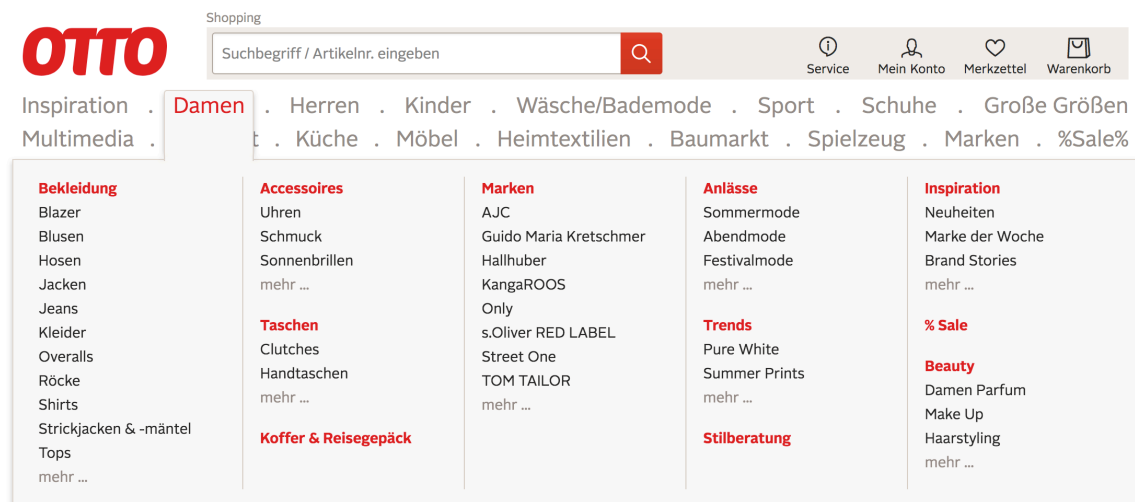 Shopping
OTTO
Suchbegriff / Artikelnr. eingeben
Service
Mein Konto
Merkzettel
Warenkorb
Inspiration . Damen . Herren . Kinder . Wäsche/Bademode . Sport . Schuhe . Große Größen
Multimedia . t . Küche . Möbel . Heimtextilien . Baumarkt . Spielzeug . Marken . %Sale%
Bekleidung
Blazer
Blusen
Hosen
Jacken
Jeans
Kleider
Overalls
Röcke
Shirts
Strickjacken & -mäntel
Tops
mehr ...
Accessoires
Uhren
Schmuck
Sonnenbrillen
mehr ...
Taschen
Clutches
Handtaschen
mehr ...
Koffer & Reisegepäck
Marken
AJC
Guido Maria Kretschmer
Hallhuber
KangaROOS
Only
s.Oliver RED LABEL
Street One
TOM TAILOR
mehr ...
Anlässe
Sommermode
Abendmode
Festivalmode
mehr ...
Trends
Pure White
Summer Prints
mehr ...
Stilberatung
Inspiration
Neuheiten
Marke der Woche
Brand Stories
mehr ...
% Sale
Beauty
Damen Parfum
Make Up
Haarstyling
mehr ...